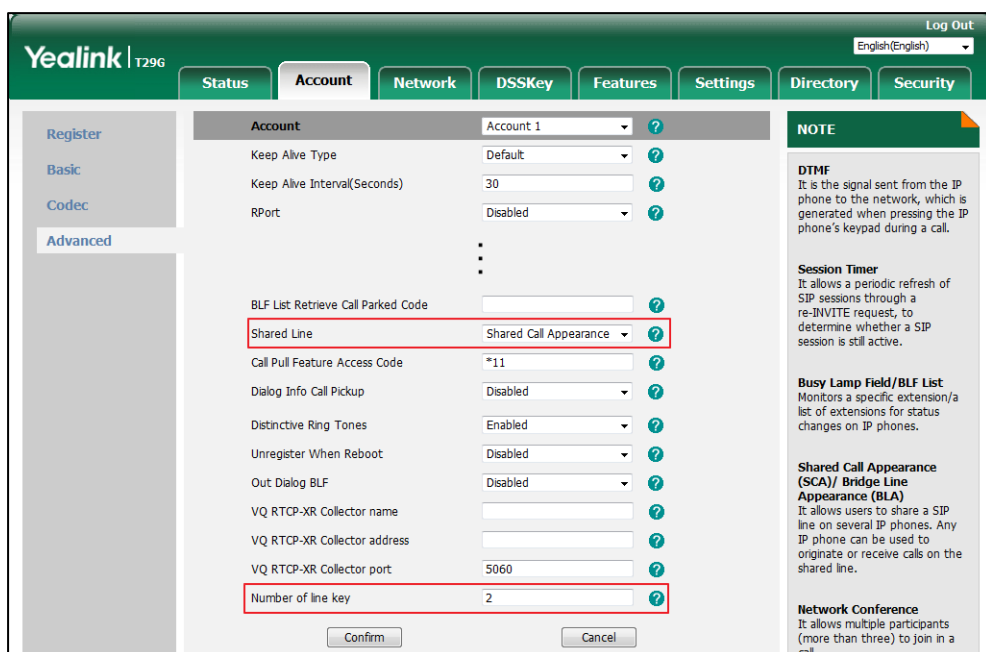 Log Out
Yealink T29G
English(English)
Status Account Network DSSKey Features Settings Directory Security
Register
Basic
Codec
Advanced
Account Account 1 ?
Keep Alive Type Default ?
Keep Alive Interval(Seconds) 30 ?
RPort Disabled ?
BLF List Retrieve Call Parked Code ?
Shared Line Shared Call Appearance ?
Call Pull Feature Access Code *11 ?
Dialog Info Call Pickup Disabled ?
Distinctive Ring Tones Enabled ?
Unregister When Reboot Disabled ?
Out Dialog BLF Disabled ?
VQ RTCP-XR Collector name ?
VQ RTCP-XR Collector address ?
VQ RTCP-XR Collector port 5060 ?
Number of line key 2 ?
Confirm Cancel
NOTE
DTMF
It is the signal sent from the IP
phone to the network, which is
generated when pressing the IP
phone's keypad during a call.
Session Timer
It allows a periodic refresh of
SIP sessions through a
re-INVITE request, to
determine whether a SIP
session is still active.
Busy Lamp Field/BLF List
Monitors a specific extension/a
list of extensions for status
changes on IP phones.
Shared Call Appearance
(SCA)/ Bridge Line
Appearance (BLA)
It allows users to share a SIP
line on several IP phones. Any
IP phone can be used to
originate or receive calls on the
shared line.
Network Conference
It allows multiple participants
(more than three) to join in a
call